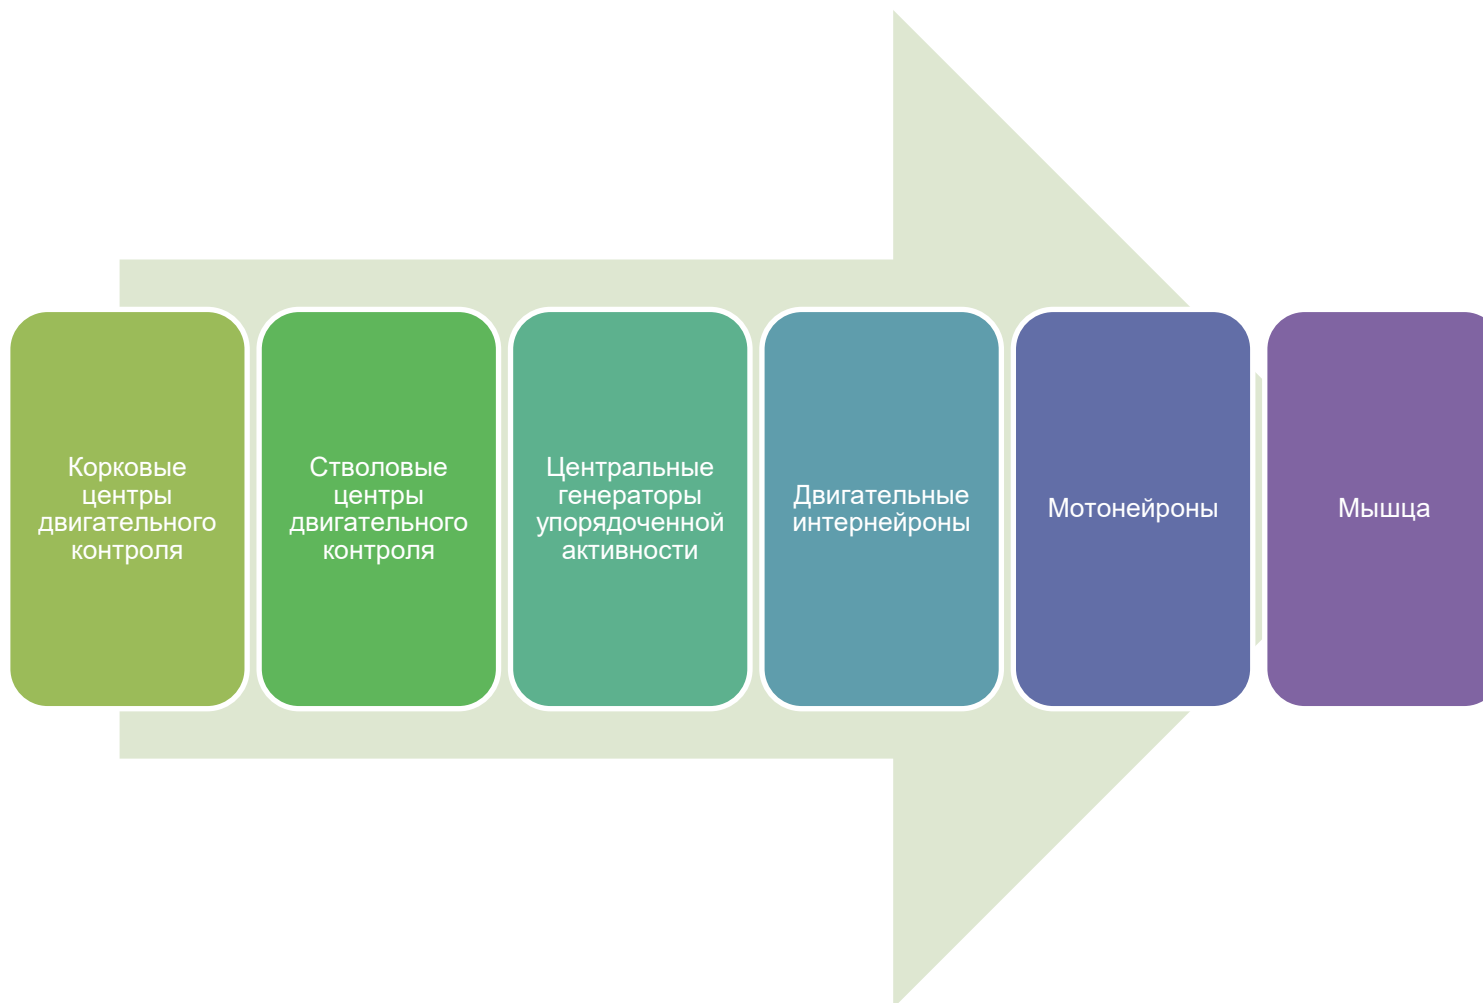 Корковые
центры
двигательного
контроля
Стволовые
центры
двигательного
контроля
Центральные
генераторы
упорядоченной
активности
Двигательные
интернейроны
Мотонейроны
Мышца